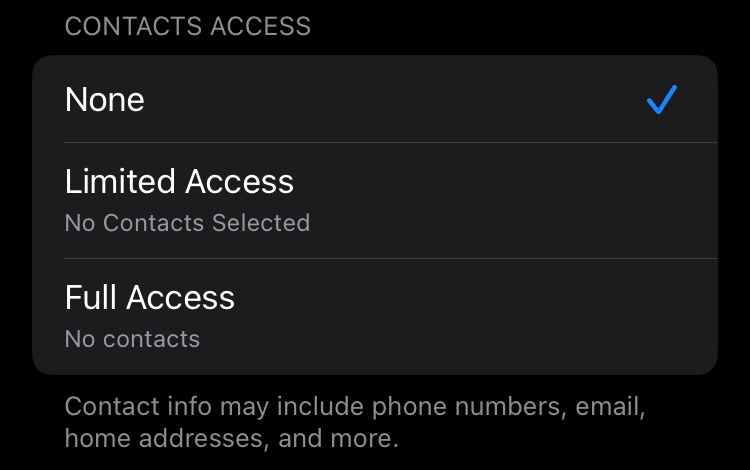 CONTACTS ACCESS
None
Limited Access
No Contacts Selected
Full Access
No contacts
Contact info may include phone numbers, email,
home addresses, and more.